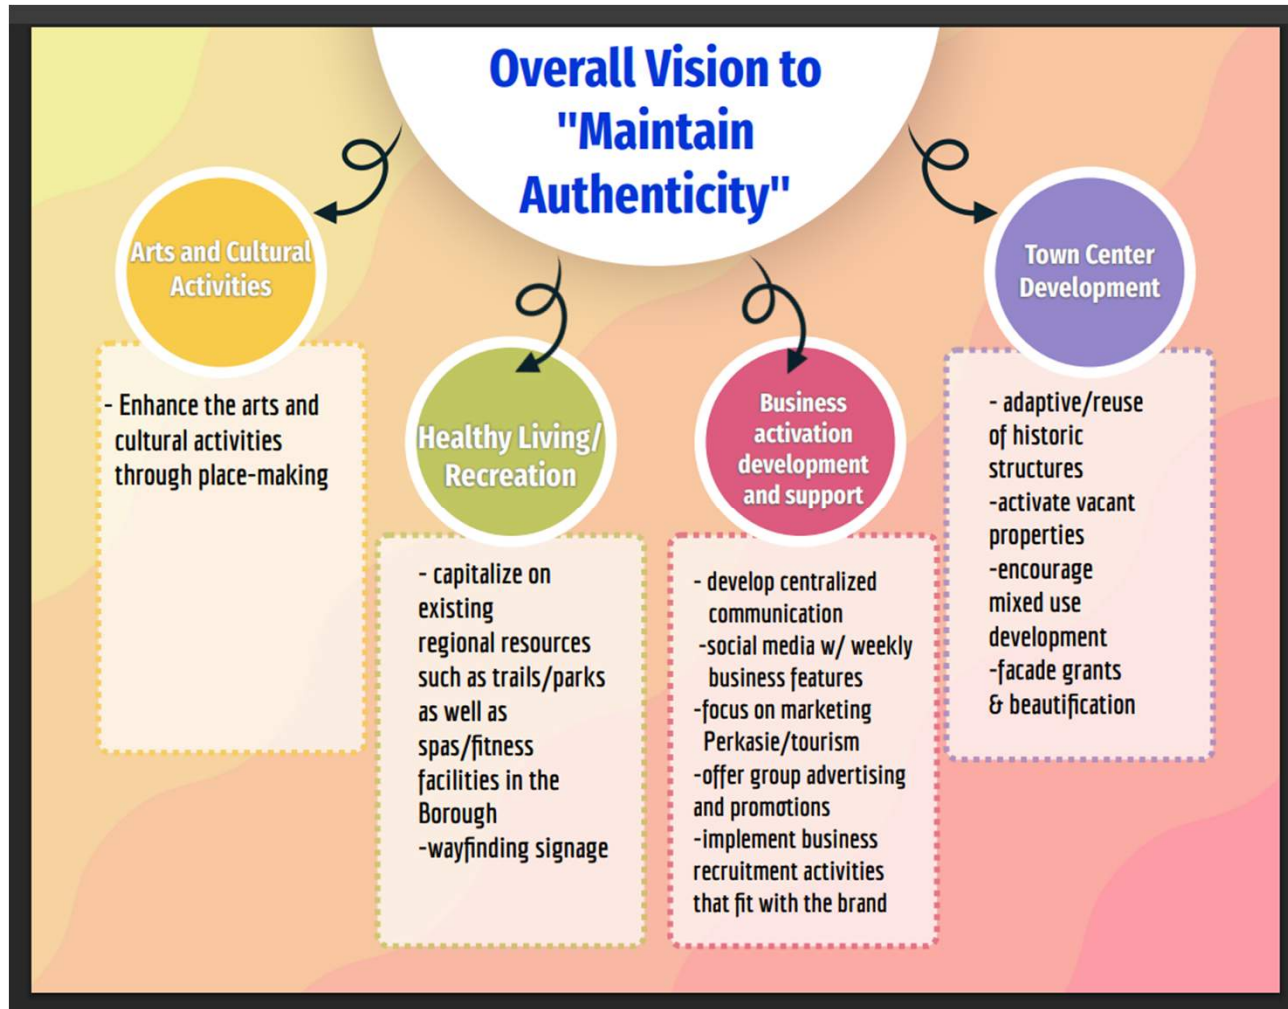 Overall Vision to
"Maintain
Authenticity"
Arts and Cultural
Activities
- Enhance the arts and
cultural activities
through place-making
Healthy Living/
Recreation
- capitalize on
existing
regional resources
such as trails/parks
as well as
spas/fitness
facilities in the
Borough
-wayfinding signage
Business
activation
development
and support
- develop centralized
communication
-social media w/ weekly
business features
-focus on marketing
Perkasie/tourism
-offer group advertising
and promotions
-implement business
recruitment activities
that fit with the brand
Town Center
Development
- adaptive/reuse
of historic
structures
-activate vacant
properties
-encourage
mixed use
development
-facade grants
& beautification